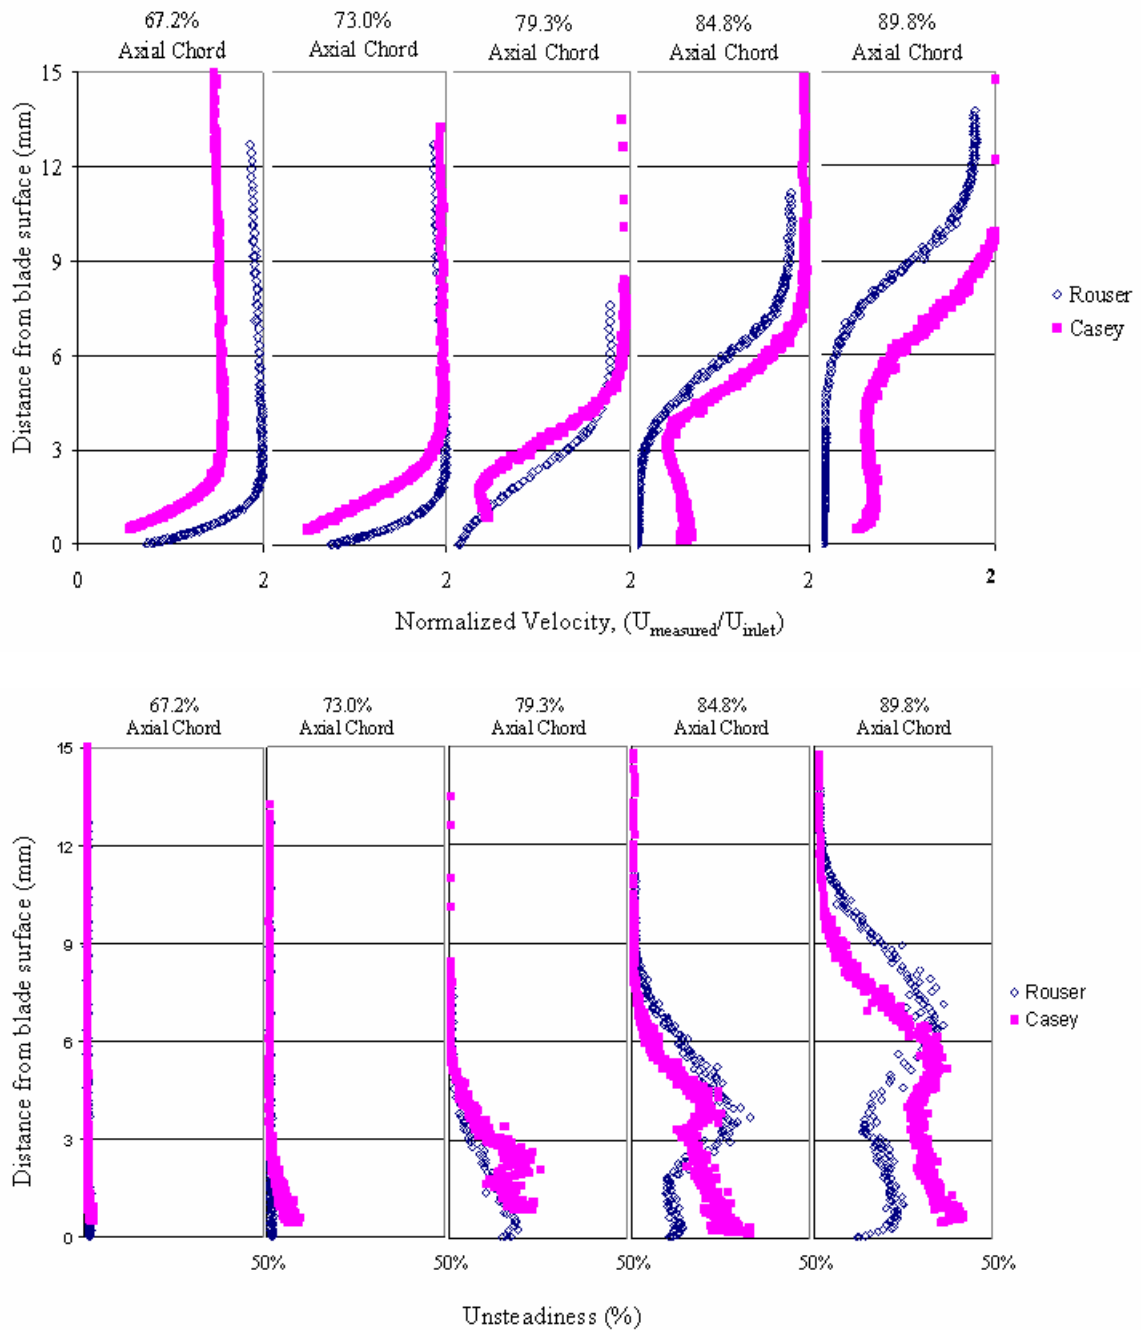 67.2%
Axial Chord
73.0%
Axial Chord
79.3%
Axial Chord
84.8%
Axial Chord
89.8%
Axial Chord
15
12
9
6
3
0
Distance from blade surface (mm)
0
2
2
2
2
2
Normalized Velocity, (U_measured/U_inlet)
Rouser
Casey
67.2%
Axial Chord
73.0%
Axial Chord
79.3%
Axial Chord
84.8%
Axial Chord
89.8%
Axial Chord
15
12
9
6
3
0
Distance from blade surface (mm)
50%
50%
50%
50%
50%
Unsteadiness (%)
Rouser
Casey